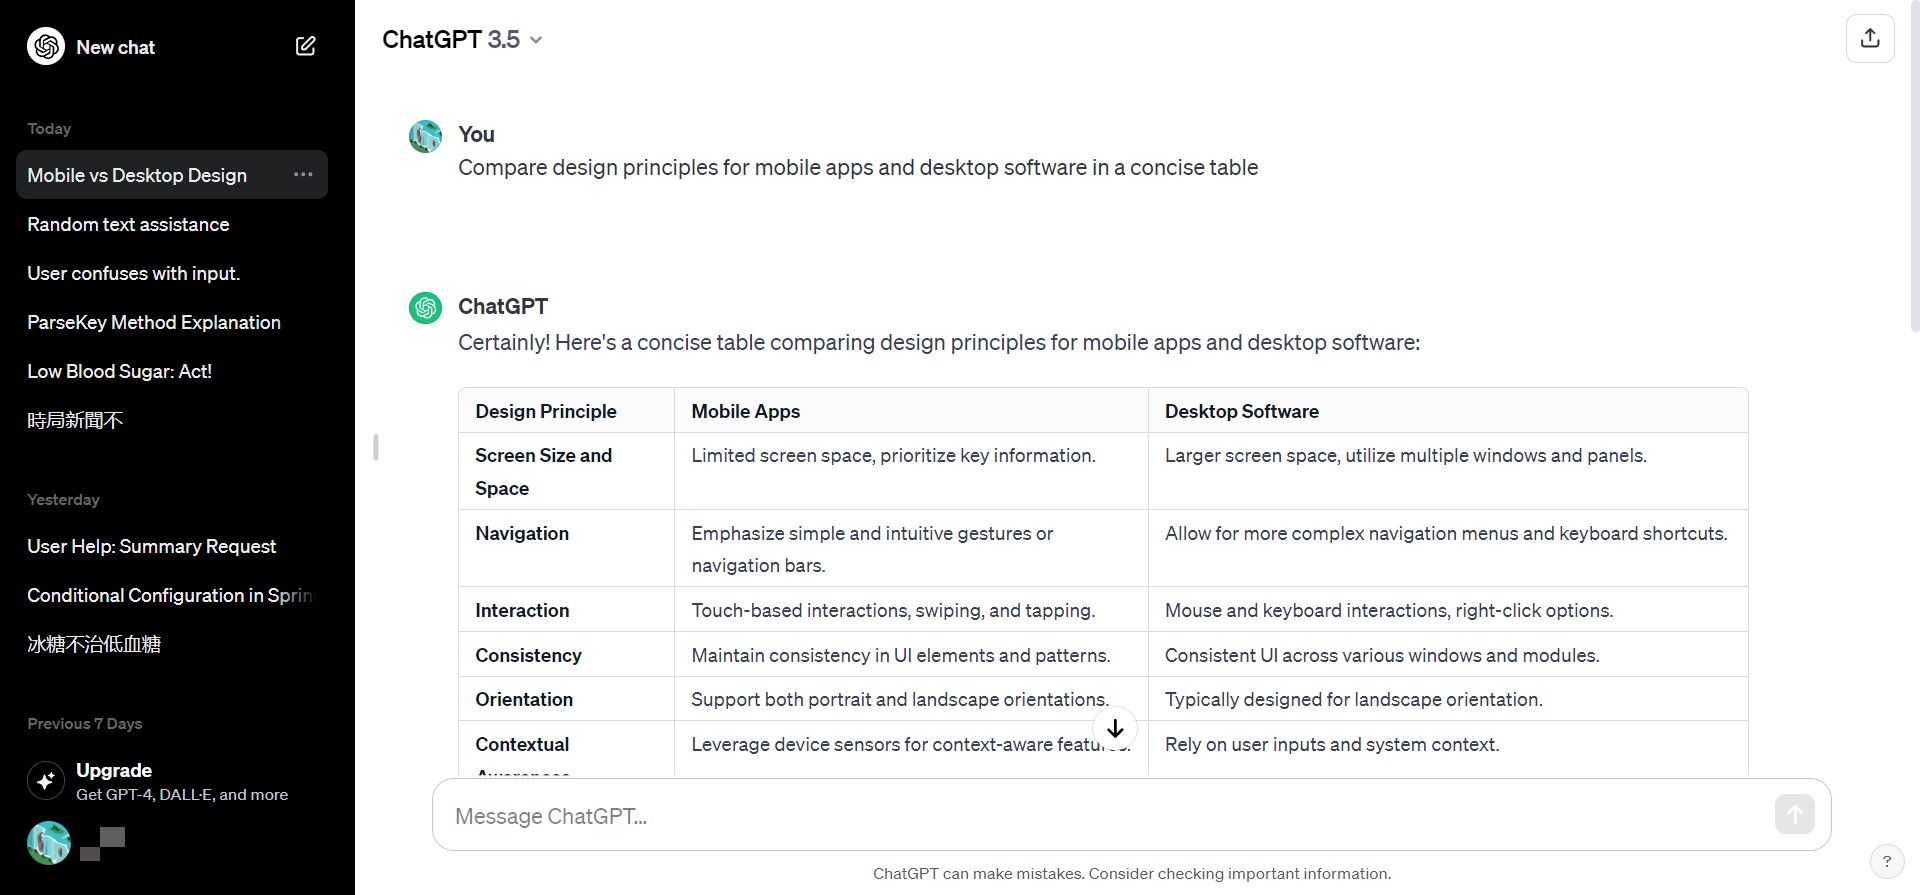 New chat
Today
Mobile vs Desktop Design
Random text assistance
User confuses with input.
ParseKey Method Explanation
Low Blood Sugar: Act!
時局新聞不
Yesterday
User Help: Summary Request
Conditional Configuration in Sprin
冰糖不治低血糖
Previous 7 Days
Upgrade
Get GPT-4, DALL·E, and more
ChatGPT 3.5
You
Compare design principles for mobile apps and desktop software in a concise table
ChatGPT
Certainly! Here's a concise table comparing design principles for mobile apps and desktop software:
Design Principle Mobile Apps Desktop Software
Screen Size and Limited screen space, prioritize key information. Larger screen space, utilize multiple windows and panels.
Space
Navigation Emphasize simple and intuitive gestures or Allow for more complex navigation menus and keyboard shortcuts.
navigation bars.
Interaction Touch-based interactions, swiping, and tapping. Mouse and keyboard interactions, right-click options.
Consistency Maintain consistency in UI elements and patterns. Consistent UI across various windows and modules.
Orientation Support both portrait and landscape orientations. Typically designed for landscape orientation.
Contextual Leverage device sensors for context-aware features. Rely on user inputs and system context.
Awareness
Message ChatGPT...
ChatGPT can make mistakes. Consider checking important information.
?